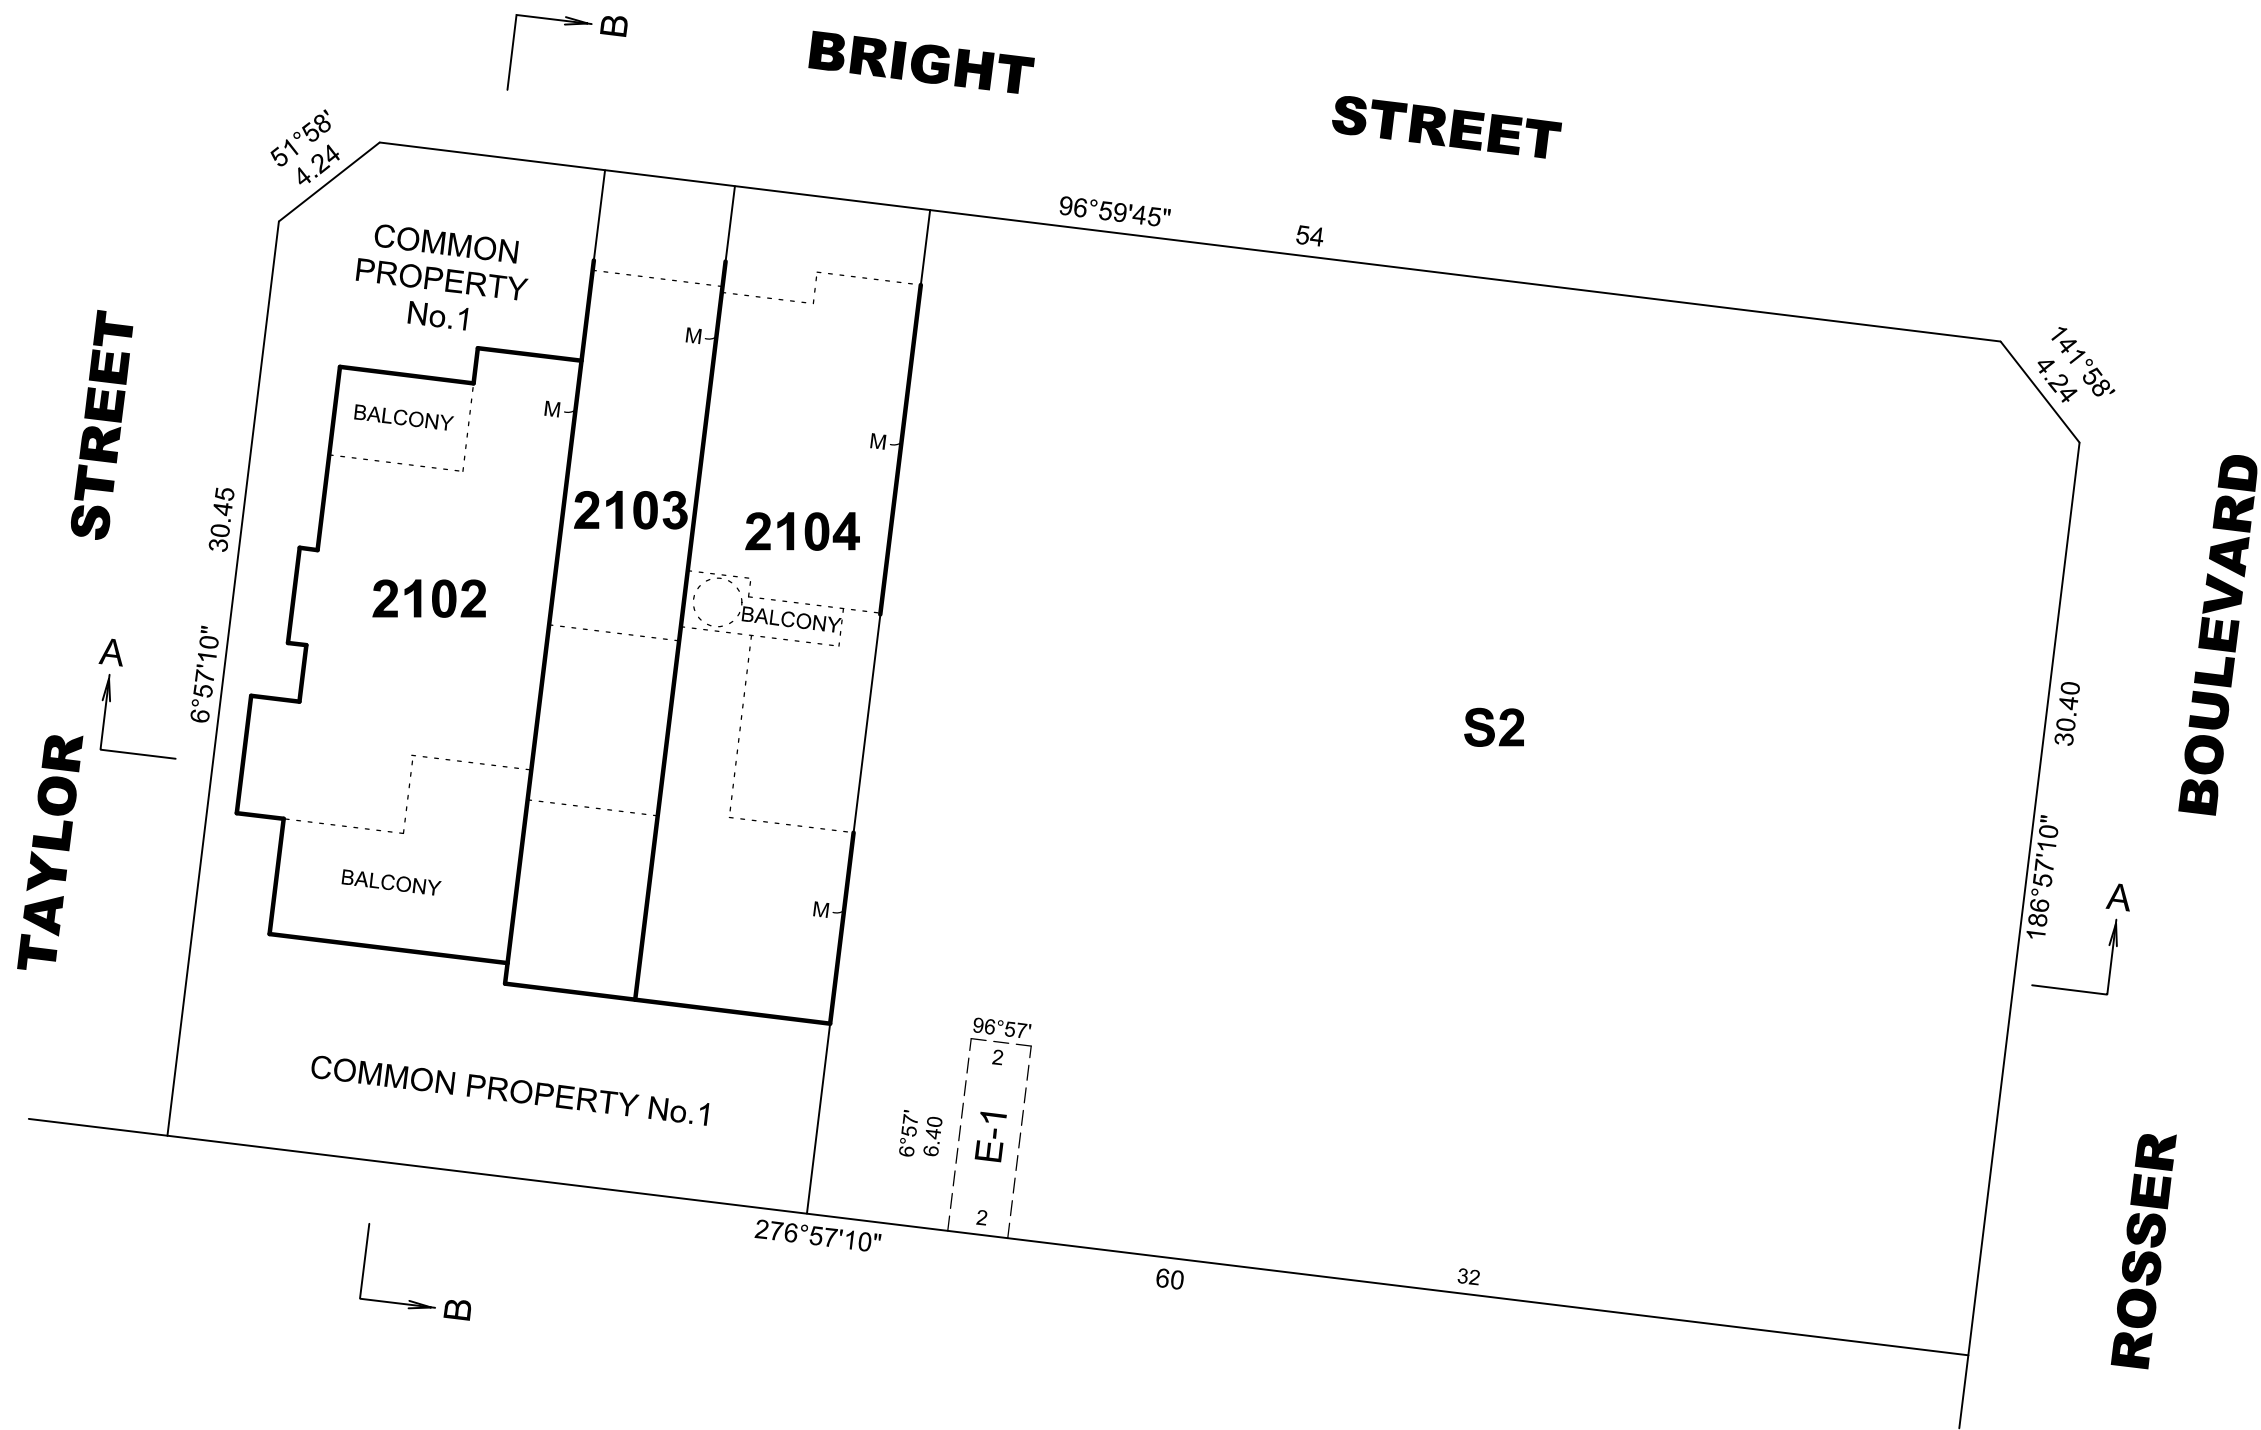 B
BRIGHT STREET
51°58'
4.24
96°59'45"
54
COMMON
PROPERTY
No.1
141°58'
4.24
TAYLOR STREET
30.45
6°57'10"
A
BALCONY
M
M
M
2102
2103
2104
BALCONY
BALCONY
M
S2
ROSSER BOULEVARD
30.40
186°57'10"
A
COMMON PROPERTY No.1
96°57'
2
6°57'
6.40
E-1
2
276°57'10"
60
32
B